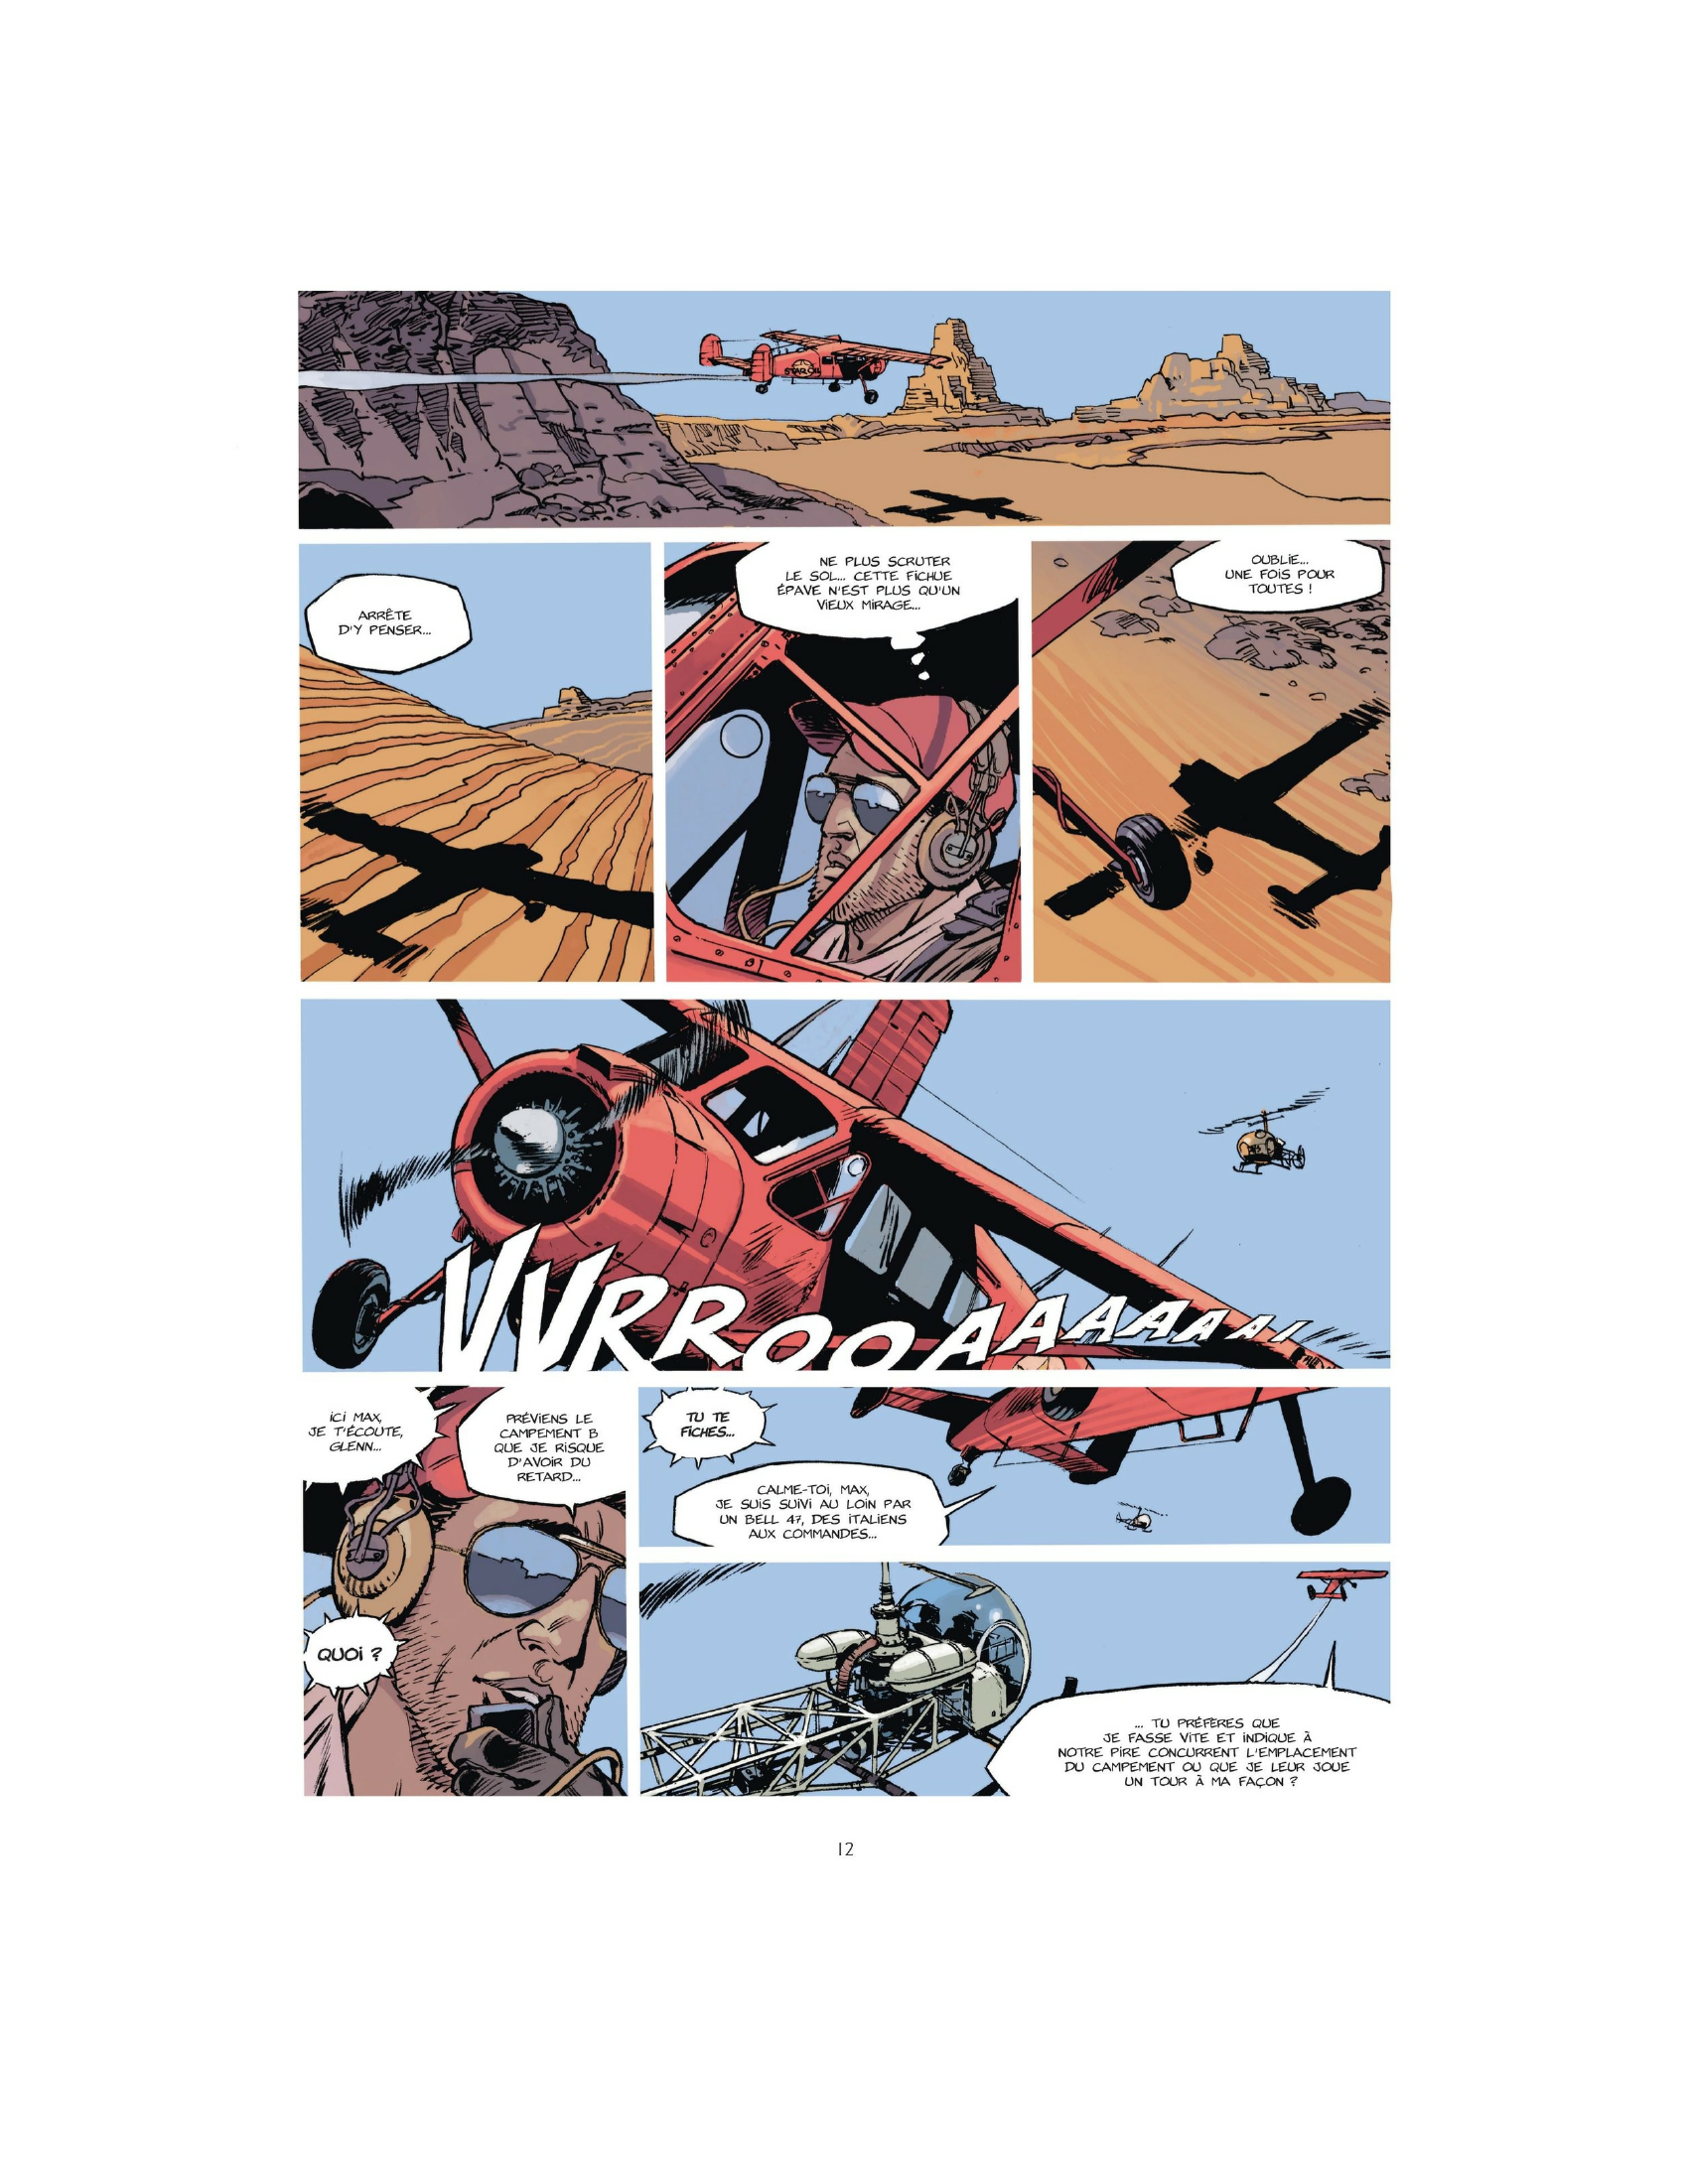 STAR OIL
ARRÊTE
D'Y PENSER...
NE PLUS SCRUTER
LE SOL... CETTE FICHUE
ÉPAVE N'EST PLUS QU'UN
VIEUX MIRAGE...
OUBLIE...
UNE FOIS POUR
TOUTES !
VVRROOAAAAAAAA
ICI MAX,
JE T'ÉCOUTE,
GLENN...
PRÉVIENS LE
CAMPEMENT B
QUE JE RISQUE
D'AVOIR DU
RETARD...
QUOI ?
TU TE
FICHES...
CALME-TOI, MAX,
JE SUIS SUIVI AU LOIN PAR
UN BELL 47, DES ITALIENS
AUX COMMANDES...
... TU PRÉFÈRES QUE
JE FASSE VITE ET INDIQUE À
NOTRE PIRE CONCURRENT L'EMPLACEMENT
DU CAMPEMENT OU QUE JE LEUR JOUE
UN TOUR À MA FAÇON ?
12